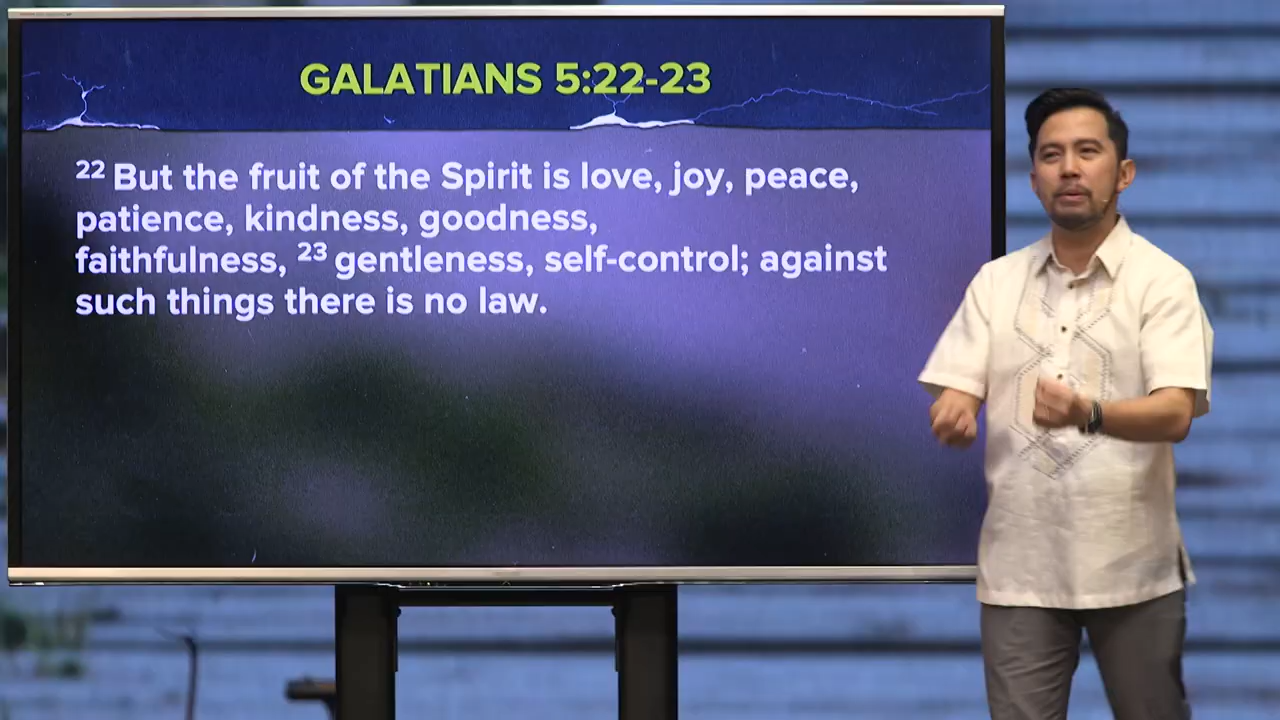 GALATIANS 5:22-23
22 But the fruit of the Spirit is love, joy, peace,
patience, kindness, goodness,
faithfulness, 23 gentleness, self-control; against
such things there is no law.